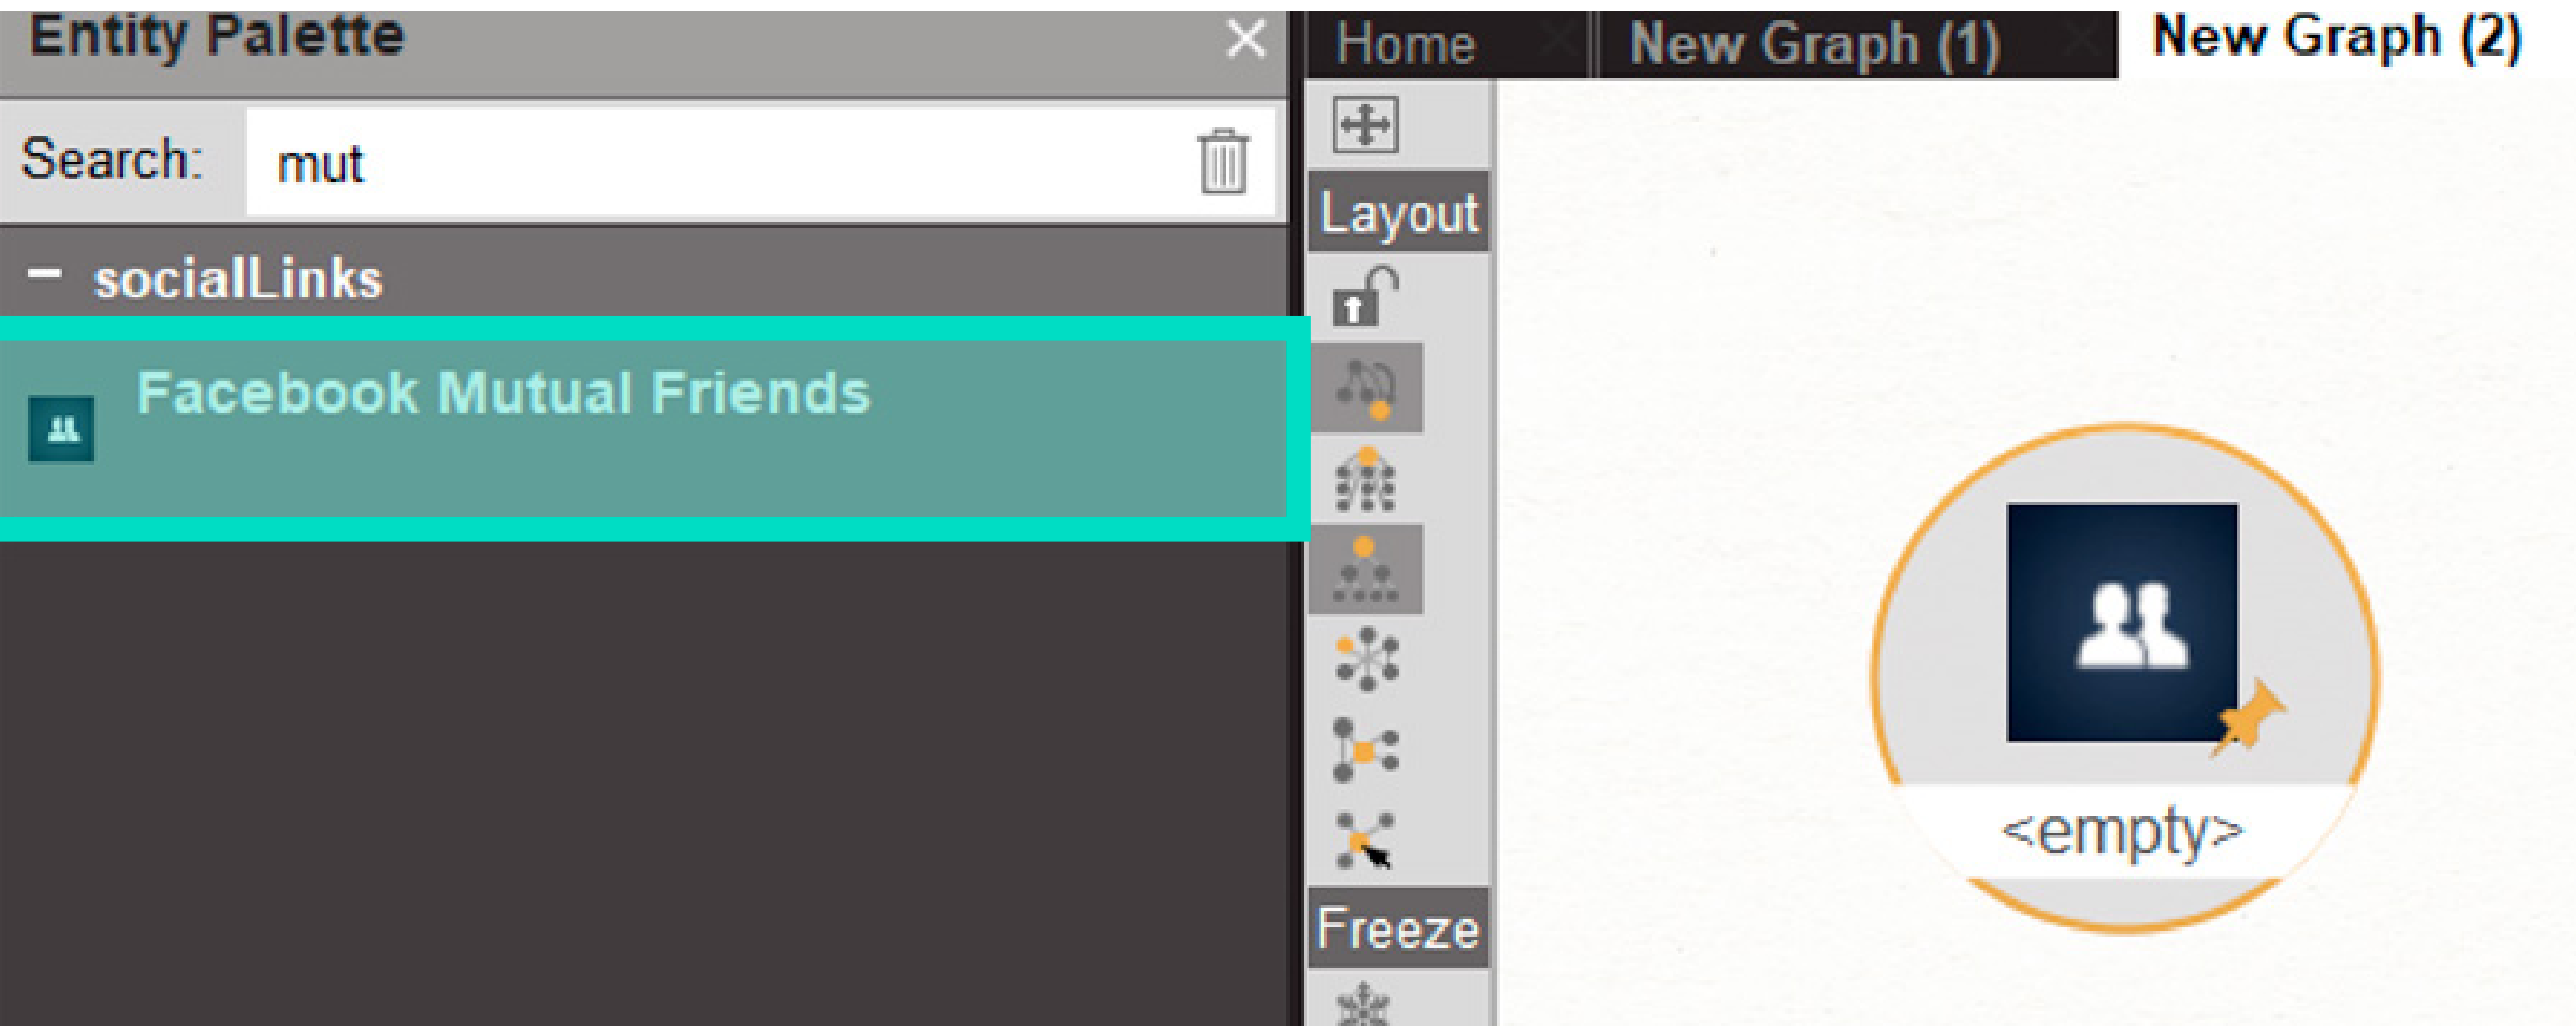 Entity Palette
Home
New Graph (1)
New Graph (2)
Search: mut
Layout
socialLinks
Facebook Mutual Friends
<empty>
Freeze